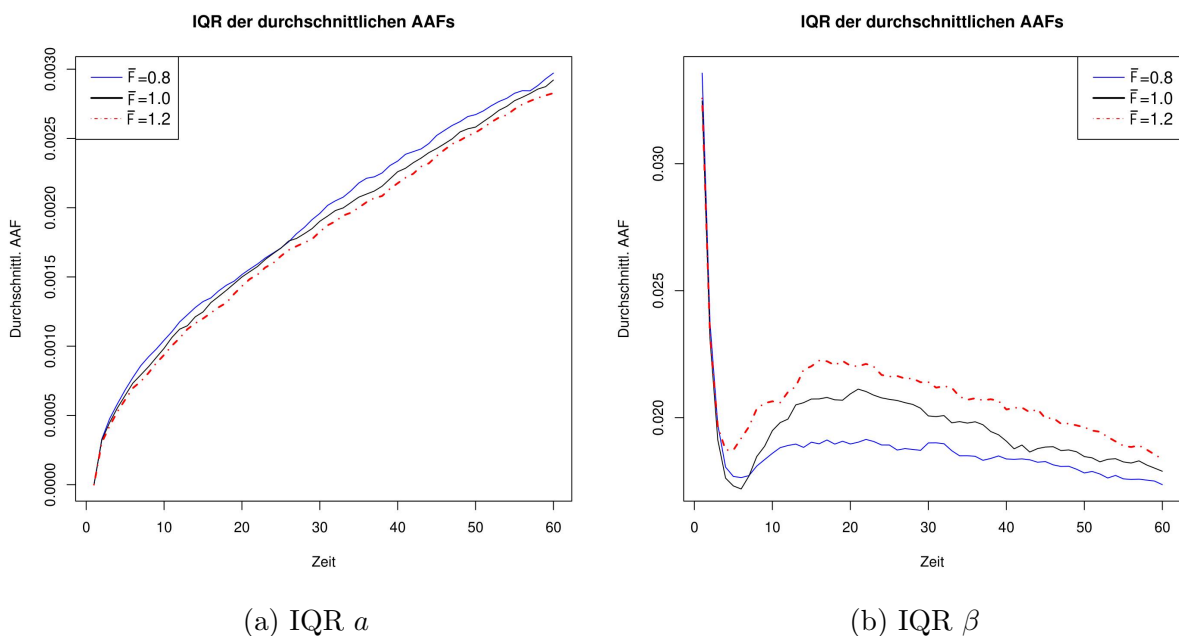 IQR der durchschnittlichen AAFs
Durchschnittl. AAF
0.0030
0.0025
0.0020
0.0015
0.0010
0.0005
0.0000
F̄=0.8
F̄=1.0
F̄=1.2
0 10 20 30 40 50 60
Zeit
(a) IQR a
IQR der durchschnittlichen AAFs
Durchschnittl. AAF
0.030
0.025
0.020
F̄=0.8
F̄=1.0
F̄=1.2
0 10 20 30 40 50 60
Zeit
(b) IQR β